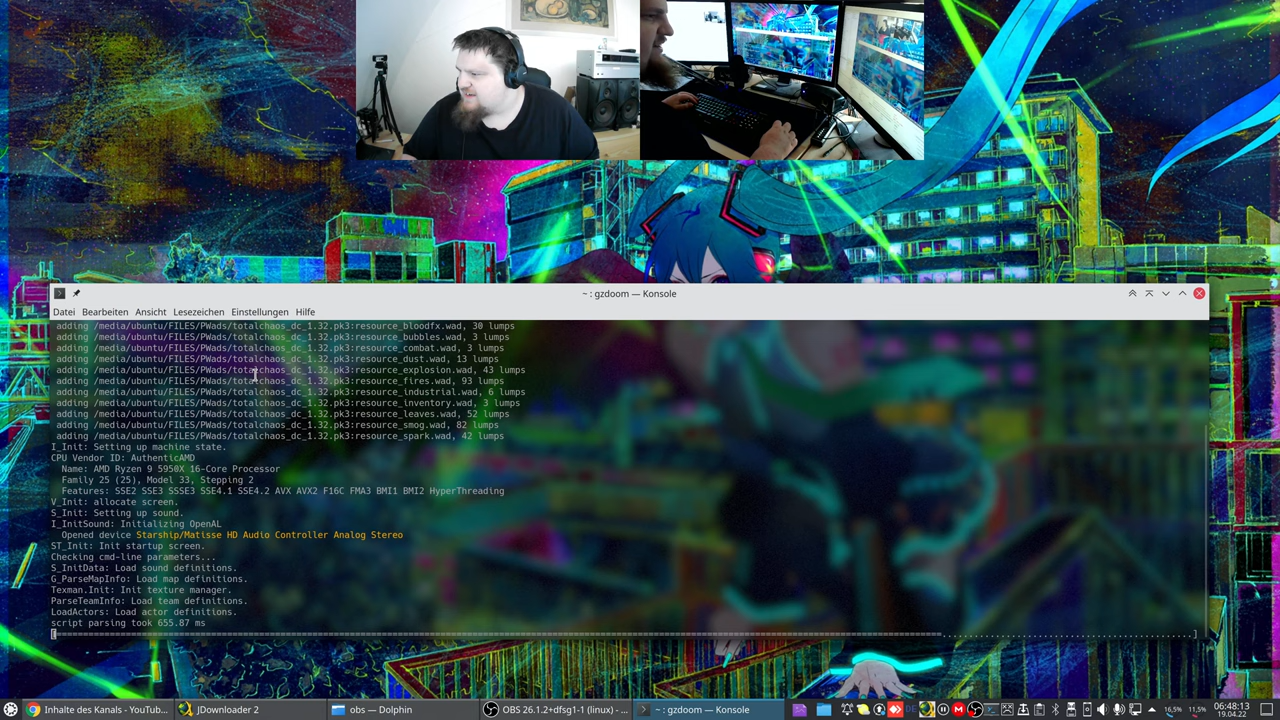 ~ : gzdoom — Konsole
Datei Bearbeiten Ansicht Lesezeichen Einstellungen Hilfe
adding /media/ubuntu/FILES/PWads/totalchaos_dc_1.32.pk3:resource_bloodfx.wad, 30 lumps
adding /media/ubuntu/FILES/PWads/totalchaos_dc_1.32.pk3:resource_bubbles.wad, 3 lumps
adding /media/ubuntu/FILES/PWads/totalchaos_dc_1.32.pk3:resource_combat.wad, 3 lumps
adding /media/ubuntu/FILES/PWads/totalchaos_dc_1.32.pk3:resource_dust.wad, 13 lumps
adding /media/ubuntu/FILES/PWads/totalchaos_dc_1.32.pk3:resource_explosion.wad, 43 lumps
adding /media/ubuntu/FILES/PWads/totalchaos_dc_1.32.pk3:resource_fires.wad, 93 lumps
adding /media/ubuntu/FILES/PWads/totalchaos_dc_1.32.pk3:resource_industrial.wad, 6 lumps
adding /media/ubuntu/FILES/PWads/totalchaos_dc_1.32.pk3:resource_inventory.wad, 3 lumps
adding /media/ubuntu/FILES/PWads/totalchaos_dc_1.32.pk3:resource_leaves.wad, 52 lumps
adding /media/ubuntu/FILES/PWads/totalchaos_dc_1.32.pk3:resource_smog.wad, 82 lumps
adding /media/ubuntu/FILES/PWads/totalchaos_dc_1.32.pk3:resource_spark.wad, 42 lumps
I_Init: Setting up machine state.
CPU Vendor ID: AuthenticAMD
Name: AMD Ryzen 9 5950X 16-Core Processor
Family 25 (25), Model 33, Stepping 2
Features: SSE2 SSE3 SSSE3 SSE4.1 SSE4.2 AVX AVX2 F16C FMA3 BMI1 BMI2 HyperThreading
V_Init: allocate screen.
S_Init: Setting up sound.
I_InitSound: Initializing OpenAL
Opened device Starship/Matisse HD Audio Controller Analog Stereo
ST_Init: Init startup screen.
Checking cmd-line parameters...
S_InitData: Load sound definitions.
G_ParseMapInfo: Load map definitions.
Texman.Init: Init texture manager.
ParseTeamInfo: Load team definitions.
LoadActors: Load actor definitions.
script parsing took 655.87 ms
Inhalte des Kanals - YouTub... JDownloader 2 obs — Dolphin OBS 26.1.2+dfsg1-1 (linux) - ... ~ : gzdoom — Konsole DE 16,5% 11,5% 06:48:13
19.04.22